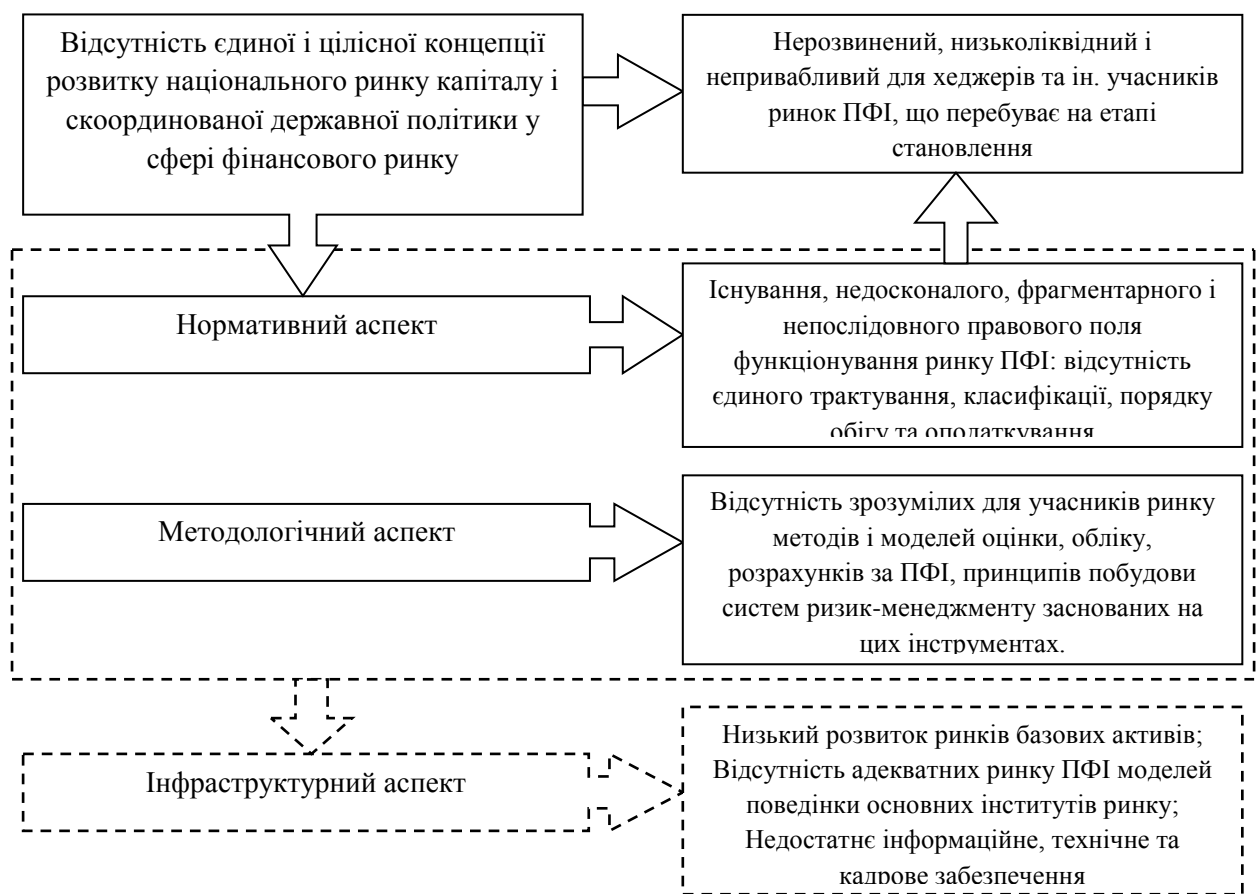 Відсутність єдиної і цілісної концепції
розвитку національного ринку капіталу і
скоординованої державної політики у
сфері фінансового ринку
Нерозвинений, низьколіквідний і
непривабливий для хеджерів та ін. учасників
ринок ПФІ, що перебуває на етапі
становлення
Нормативний аспект
Існування, недосконалого, фрагментарного і
непослідовного правового поля
функціонування ринку ПФІ: відсутність
єдиного трактування, класифікації, порядку
обігу та оподаткування
Методологічний аспект
Відсутність зрозумілих для учасників ринку
методів і моделей оцінки, обліку,
розрахунків за ПФІ, принципів побудови
систем ризик-менеджменту заснованих на
цих інструментах.
Інфраструктурний аспект
Низький розвиток ринків базових активів;
Відсутність адекватних ринку ПФІ моделей
поведінки основних інститутів ринку;
Недостатнє інформаційне, технічне та
кадрове забезпечення